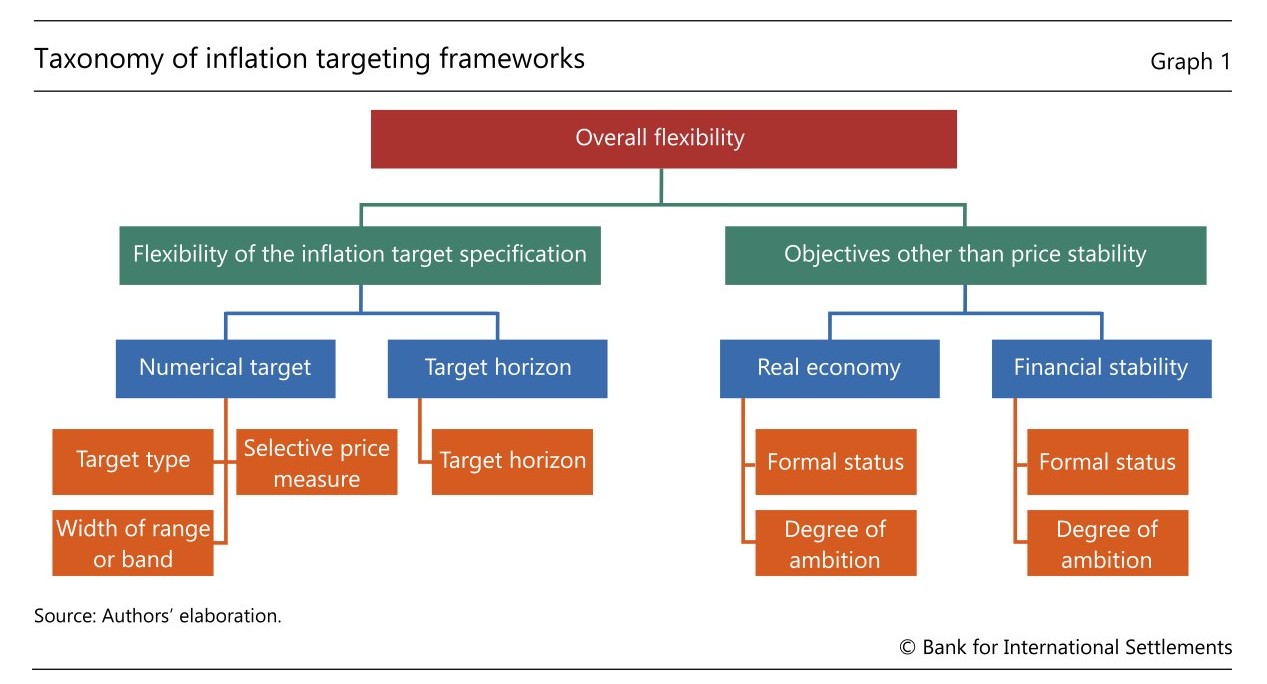 Taxonomy of inflation targeting frameworks
Graph 1
Overall flexibility
Flexibility of the inflation target specification
Objectives other than price stability
Numerical target
Target horizon
Real economy
Financial stability
Target type
Selective price
measure
Target horizon
Formal status
Formal status
Width of range
or band
Degree of
ambition
Degree of
ambition
Source: Authors’ elaboration.
© Bank for International Settlements